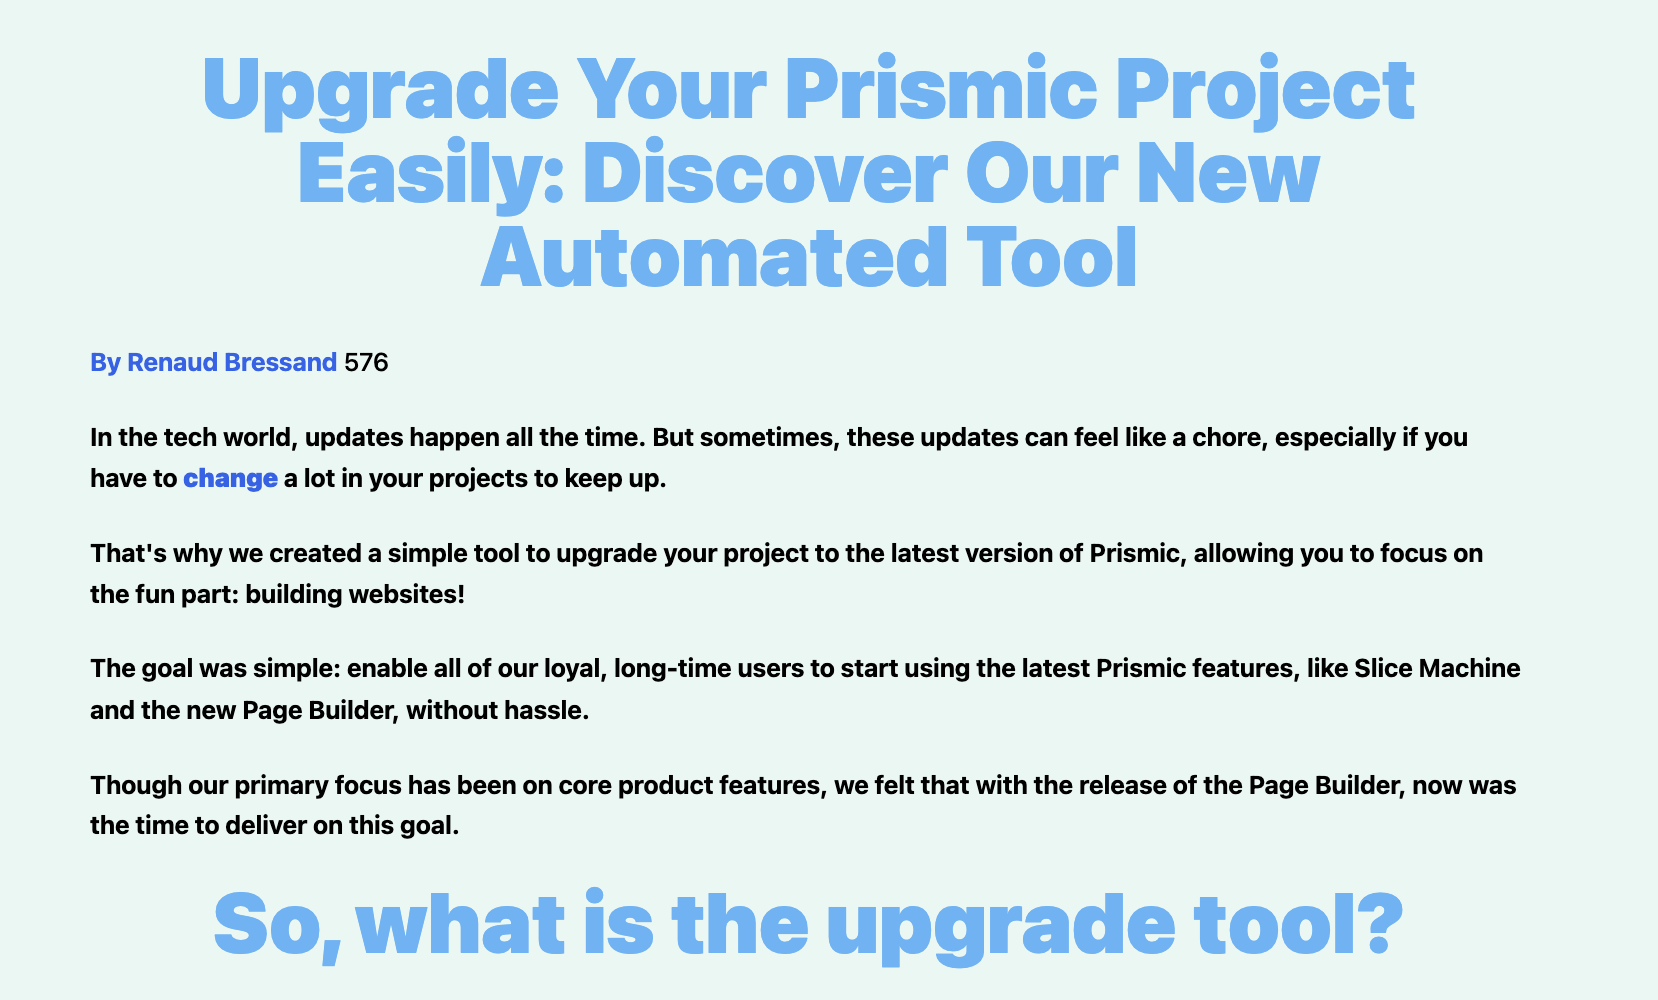 Upgrade Your Prismic Project
Easily: Discover Our New
Automated Tool
By Renaud Bressand 576
In the tech world, updates happen all the time. But sometimes, these updates can feel like a chore, especially if you
have to change a lot in your projects to keep up.
That's why we created a simple tool to upgrade your project to the latest version of Prismic, allowing you to focus on
the fun part: building websites!
The goal was simple: enable all of our loyal, long-time users to start using the latest Prismic features, like Slice Machine
and the new Page Builder, without hassle.
Though our primary focus has been on core product features, we felt that with the release of the Page Builder, now was
the time to deliver on this goal.
So, what is the upgrade tool?